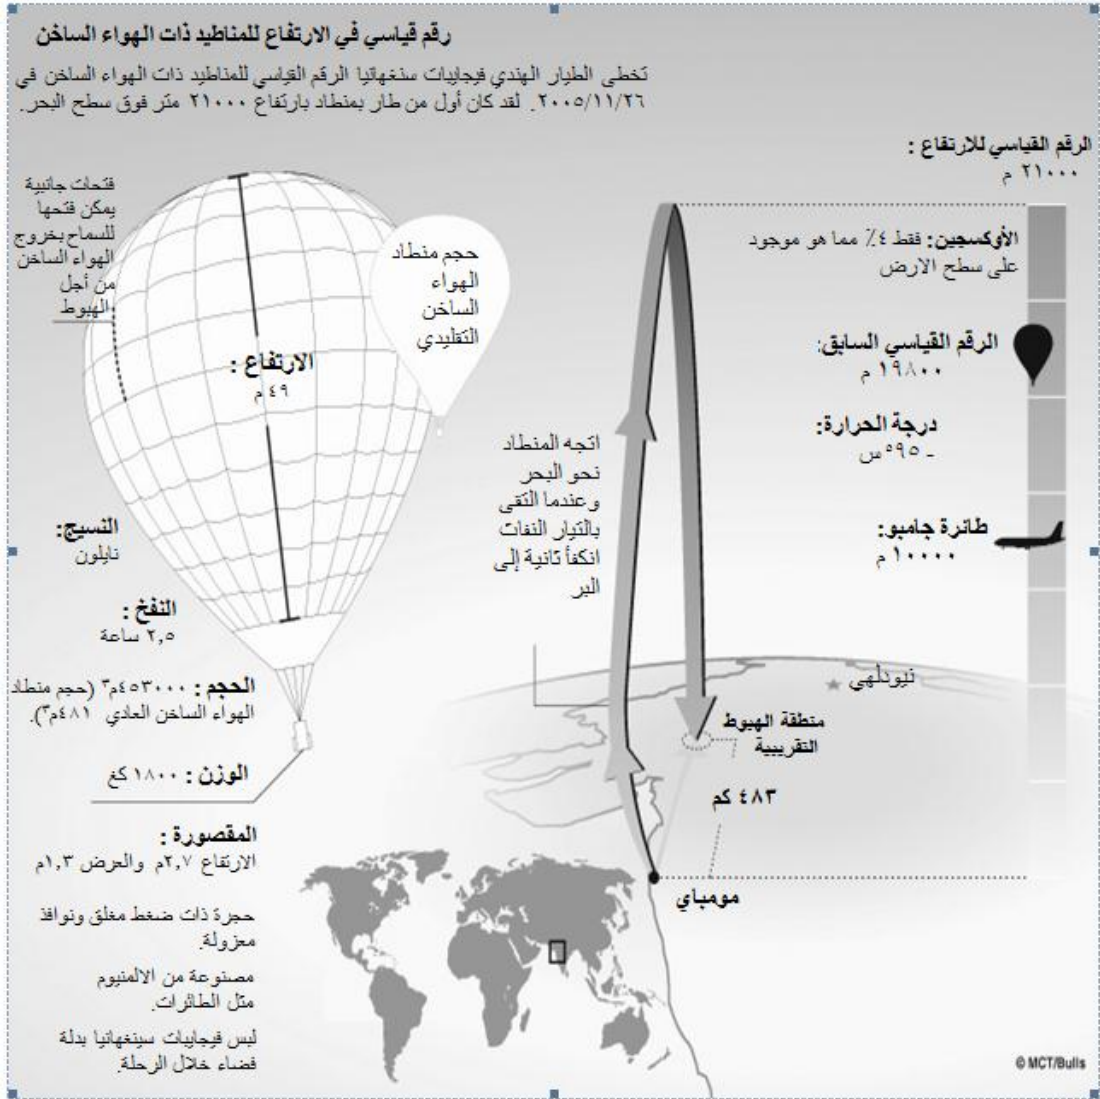 رقم قياسي في الارتفاع للمناطيد ذات الهواء الساخن
تخطى الطيار الهندي فيجايبات سنغهانيا الرقم القياسي للمناطيد ذات الهواء الساخن في
٢٠٠٥/١١/٢٦. لقد كان أول من طار بمنطاد بارتفاع ٢١٠٠٠ متر فوق سطح البحر.
الرقم القياسي للارتفاع :
٢١٠٠٠ م
الأوكسجين: فقط ٤٪ مما هو موجود
على سطح الارض
الرقم القياسي السابق:
١٩٨٠٠ م
درجة الحرارة:
- ٩٥°س
طائرة جامبو:
١٠٠٠٠ م
فتحات جانبية
يمكن فتحها
للسماح بخروج
الهواء الساخن
من أجل
الهبوط
حجم منطاد
الهواء
الساخن
التقليدي
الارتفاع :
٤٩ م
اتجه المنطاد
نحو البحر
وعندما التقى
بالتيار النفاث
انكفأ ثانية إلى
البر
النسيج:
نايلون
النفخ :
٢,٥ ساعة
الحجم : ٤٥٣٠٠٠م٣ (حجم منطاد
الهواء الساخن العادي ٤٨١م٣).
الوزن : ١٨٠٠ كغ
المقصورة :
الارتفاع ٢,٧م والعرض ١,٣م
حجرة ذات ضغط مغلق ونوافذ
معزولة.
مصنوعة من الالمنيوم
مثل الطائرات.
لبس فيجايبات سينغهانيا بدلة
فضاء خلال الرحلة.
نيودلهي
منطقة الهبوط
التقريبية
٤٨٣ كم
مومباي
© MCT/Bulls